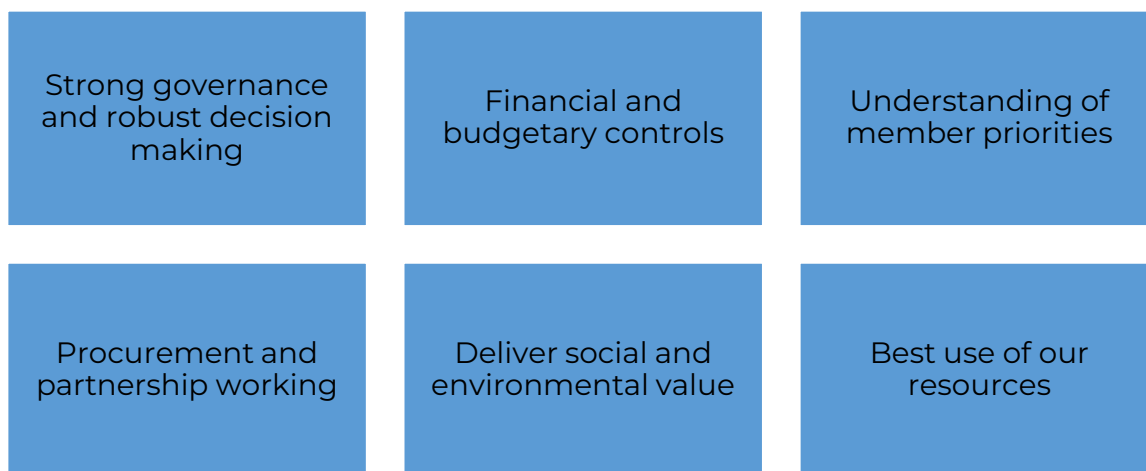 Strong governance
and robust decision
making
Financial and
budgetary controls
Understanding of
member priorities
Procurement and
partnership working
Deliver social and
environmental value
Best use of our
resources